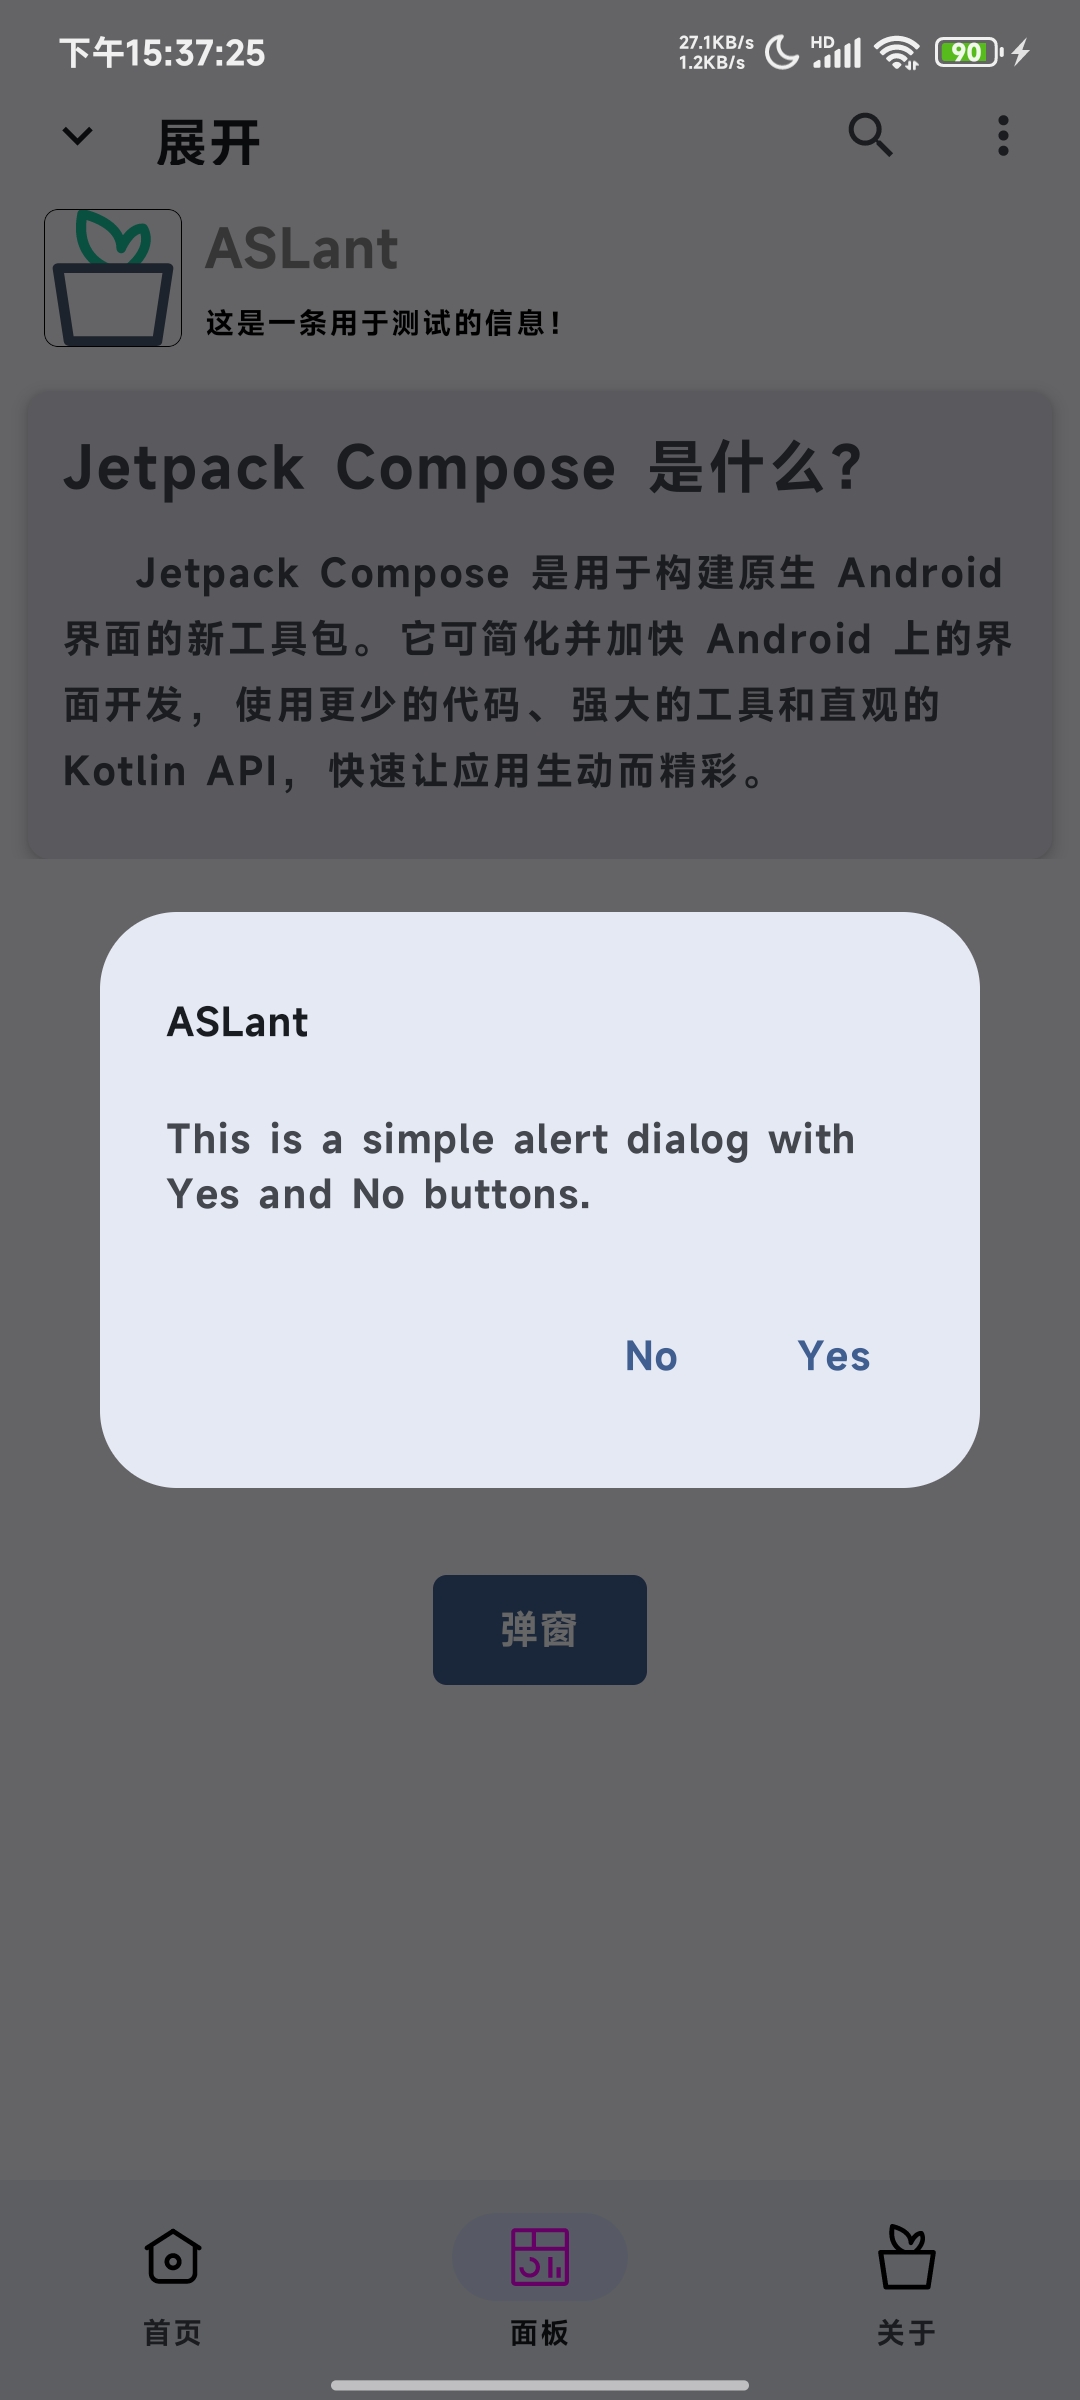 下午15:37:25
27.1KB/s
1.2KB/s
HD
90
展开
ASLant
这是一条用于测试的信息!
Jetpack Compose 是什么?
Jetpack Compose 是用于构建原生 Android
界面的新工具包。它可简化并加快 Android 上的界
面开发，使用更少的代码、强大的工具和直观的
Kotlin API，快速让应用生动而精彩。
ASLant
This is a simple alert dialog with
Yes and No buttons.
No Yes
弹窗
首页 面板 关于